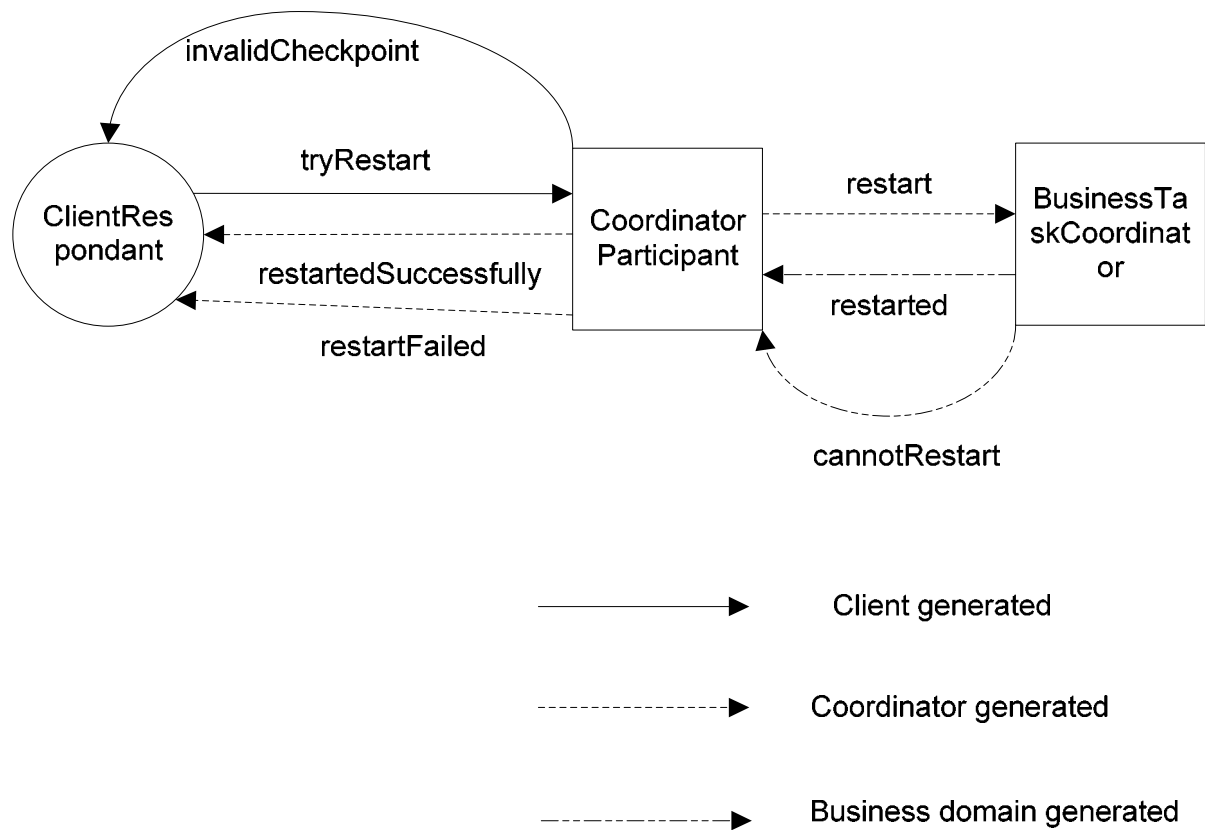 invalidCheckpoint
tryRestart
ClientRes
pondant
restartedSuccessfully
restartFailed
Coordinator
Participant
restart
restarted
cannotRestart
BusinessTa
skCoordinat
or
Client generated
Coordinator generated
Business domain generated